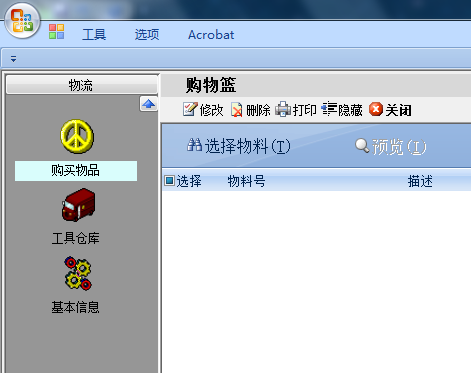 工具 选项 Acrobat
物流
购买物品
工具仓库
基本信息
购物篮
修改 删除 打印 隐藏 关闭
选择物料(T) 预览(I)
选择 物料号 描述